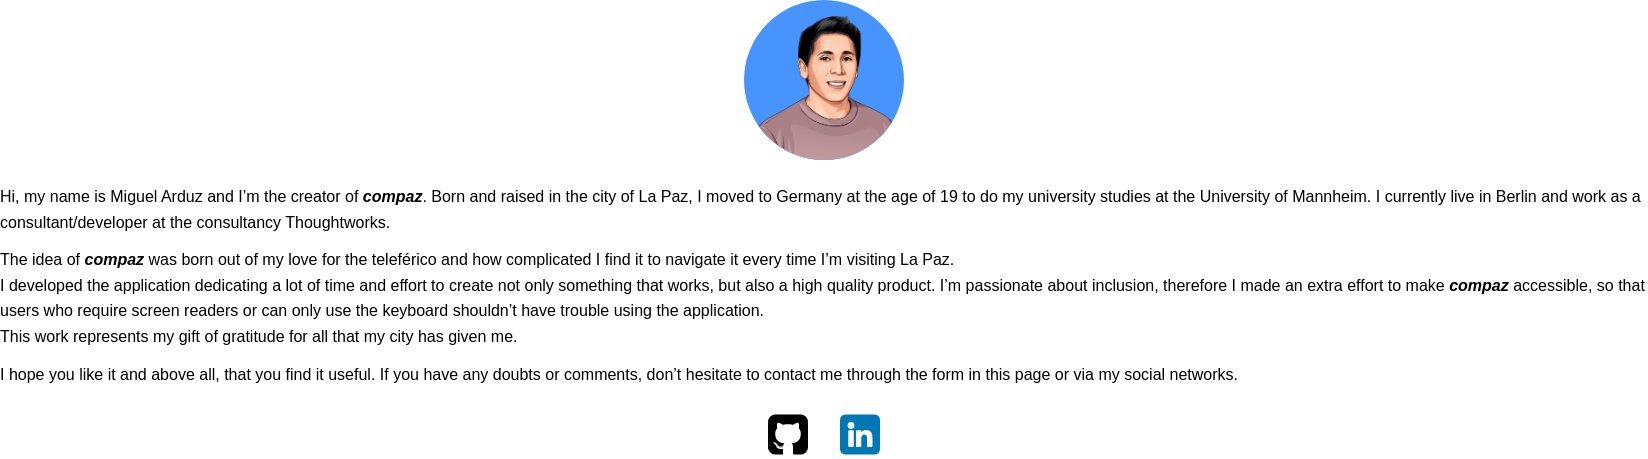 Hi, my name is Miguel Arduz and I’m the creator of compaz. Born and raised in the city of La Paz, I moved to Germany at the age of 19 to do my university studies at the University of Mannheim. I currently live in Berlin and work as a
consultant/developer at the consultancy Thoughtworks.
The idea of compaz was born out of my love for the teleférico and how complicated I find it to navigate it every time I’m visiting La Paz.
I developed the application dedicating a lot of time and effort to create not only something that works, but also a high quality product. I’m passionate about inclusion, therefore I made an extra effort to make compaz accessible, so that
users who require screen readers or can only use the keyboard shouldn’t have trouble using the application.
This work represents my gift of gratitude for all that my city has given me.
I hope you like it and above all, that you find it useful. If you have any doubts or comments, don’t hesitate to contact me through the form in this page or via my social networks.
in